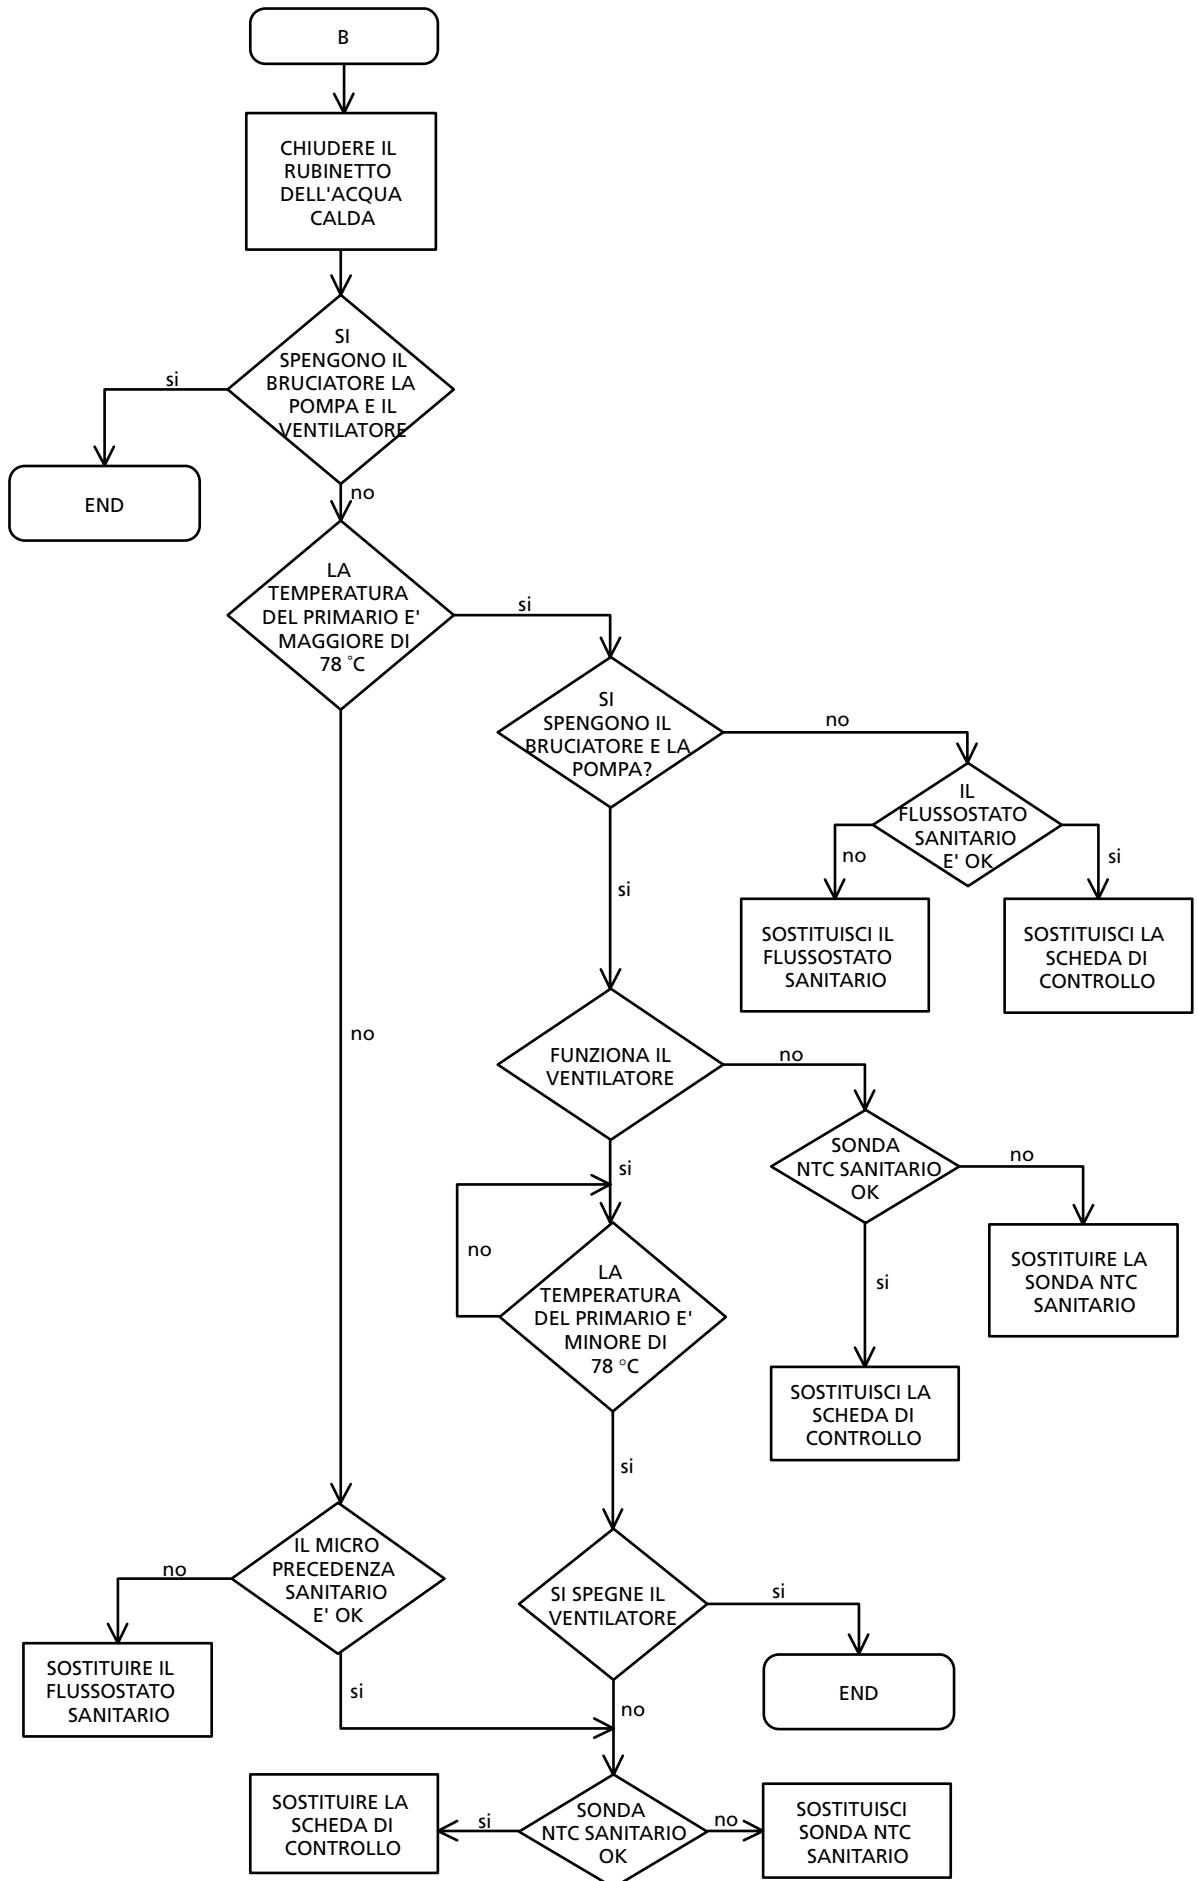 B
CHIUDERE IL
RUBINETTO
DELL'ACQUA
CALDA
SI
SPENGONO IL
BRUCIATORE LA
POMPA E IL
VENTILATORE
si
END
no
LA
TEMPERATURA
DEL PRIMARIO E'
MAGGIORE DI
78 °C
si
SI
SPENGONO IL
BRUCIATORE E LA
POMPA?
no
IL
FLUSSOSTATO
SANITARIO
E' OK
no
si
SOSTITUISCI IL
FLUSSOSTATO
SANITARIO
SOSTITUISCI LA
SCHEDA DI
CONTROLLO
si
no
FUNZIONA IL
VENTILATORE
no
SONDA
NTC SANITARIO
OK
no
si
SOSTITUIRE LA
SONDA NTC
SANITARIO
SOSTITUISCI LA
SCHEDA DI
CONTROLLO
si
no
LA
TEMPERATURA
DEL PRIMARIO E'
MINORE DI
78 °C
si
IL MICRO
PRECEDENZA
SANITARIO
E' OK
no
SOSTITUIRE IL
FLUSSOSTATO
SANITARIO
si
SI SPEGNE IL
VENTILATORE
si
END
no
SOSTITUIRE LA
SCHEDA DI
CONTROLLO
si
SONDA
NTC SANITARIO
OK
no
SOSTITUISCI
SONDA NTC
SANITARIO